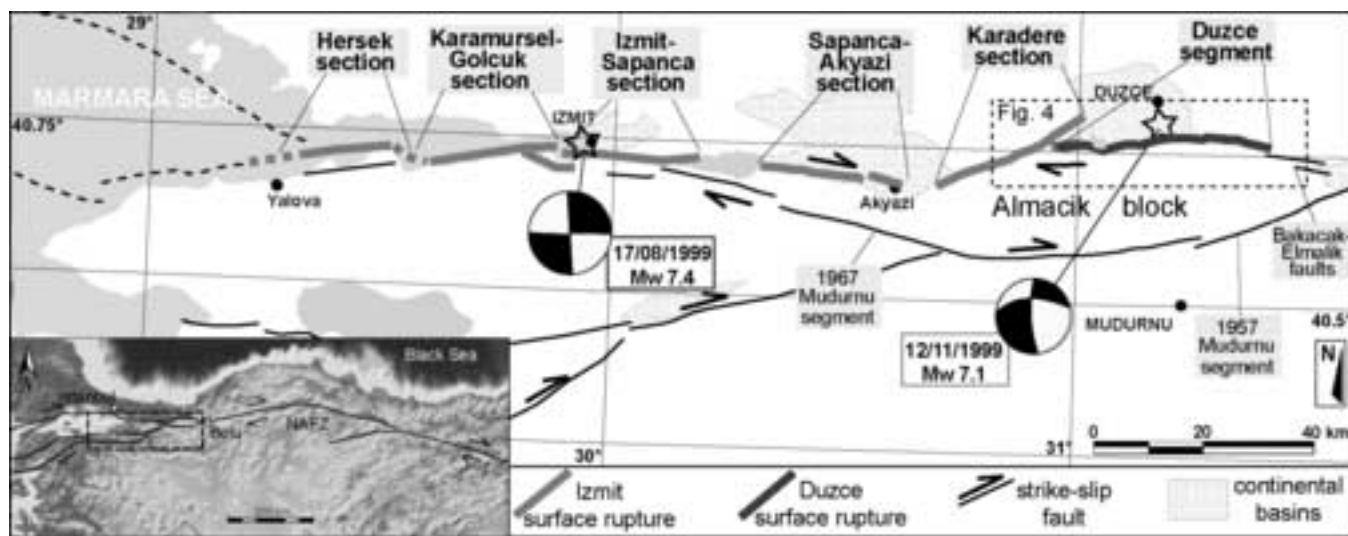 29°
Hersek
section
Karamursel-
Golcuk
section
Izmit-
Sapanca
section
Sapanca-
Akyazi
section
Karadere
section
Duzce
segment
MARMARA SEA
40.75°
IZMIT
DUZCE
Fig. 4
Yalova
Akyazi
Almacik block
17/08/1999
Mw 7.4
1967
Mudurnu
segment
Bakacak-
Elmalik
faults
MUDURNU
12/11/1999
Mw 7.1
1957
Mudurnu
segment
40.5°
N
Black Sea
Istanbul
Bolu
NAFZ
30°
31°
0 20 40 km
Izmit
surface rupture
Duzce
surface rupture
strike-slip
fault
continental
basins